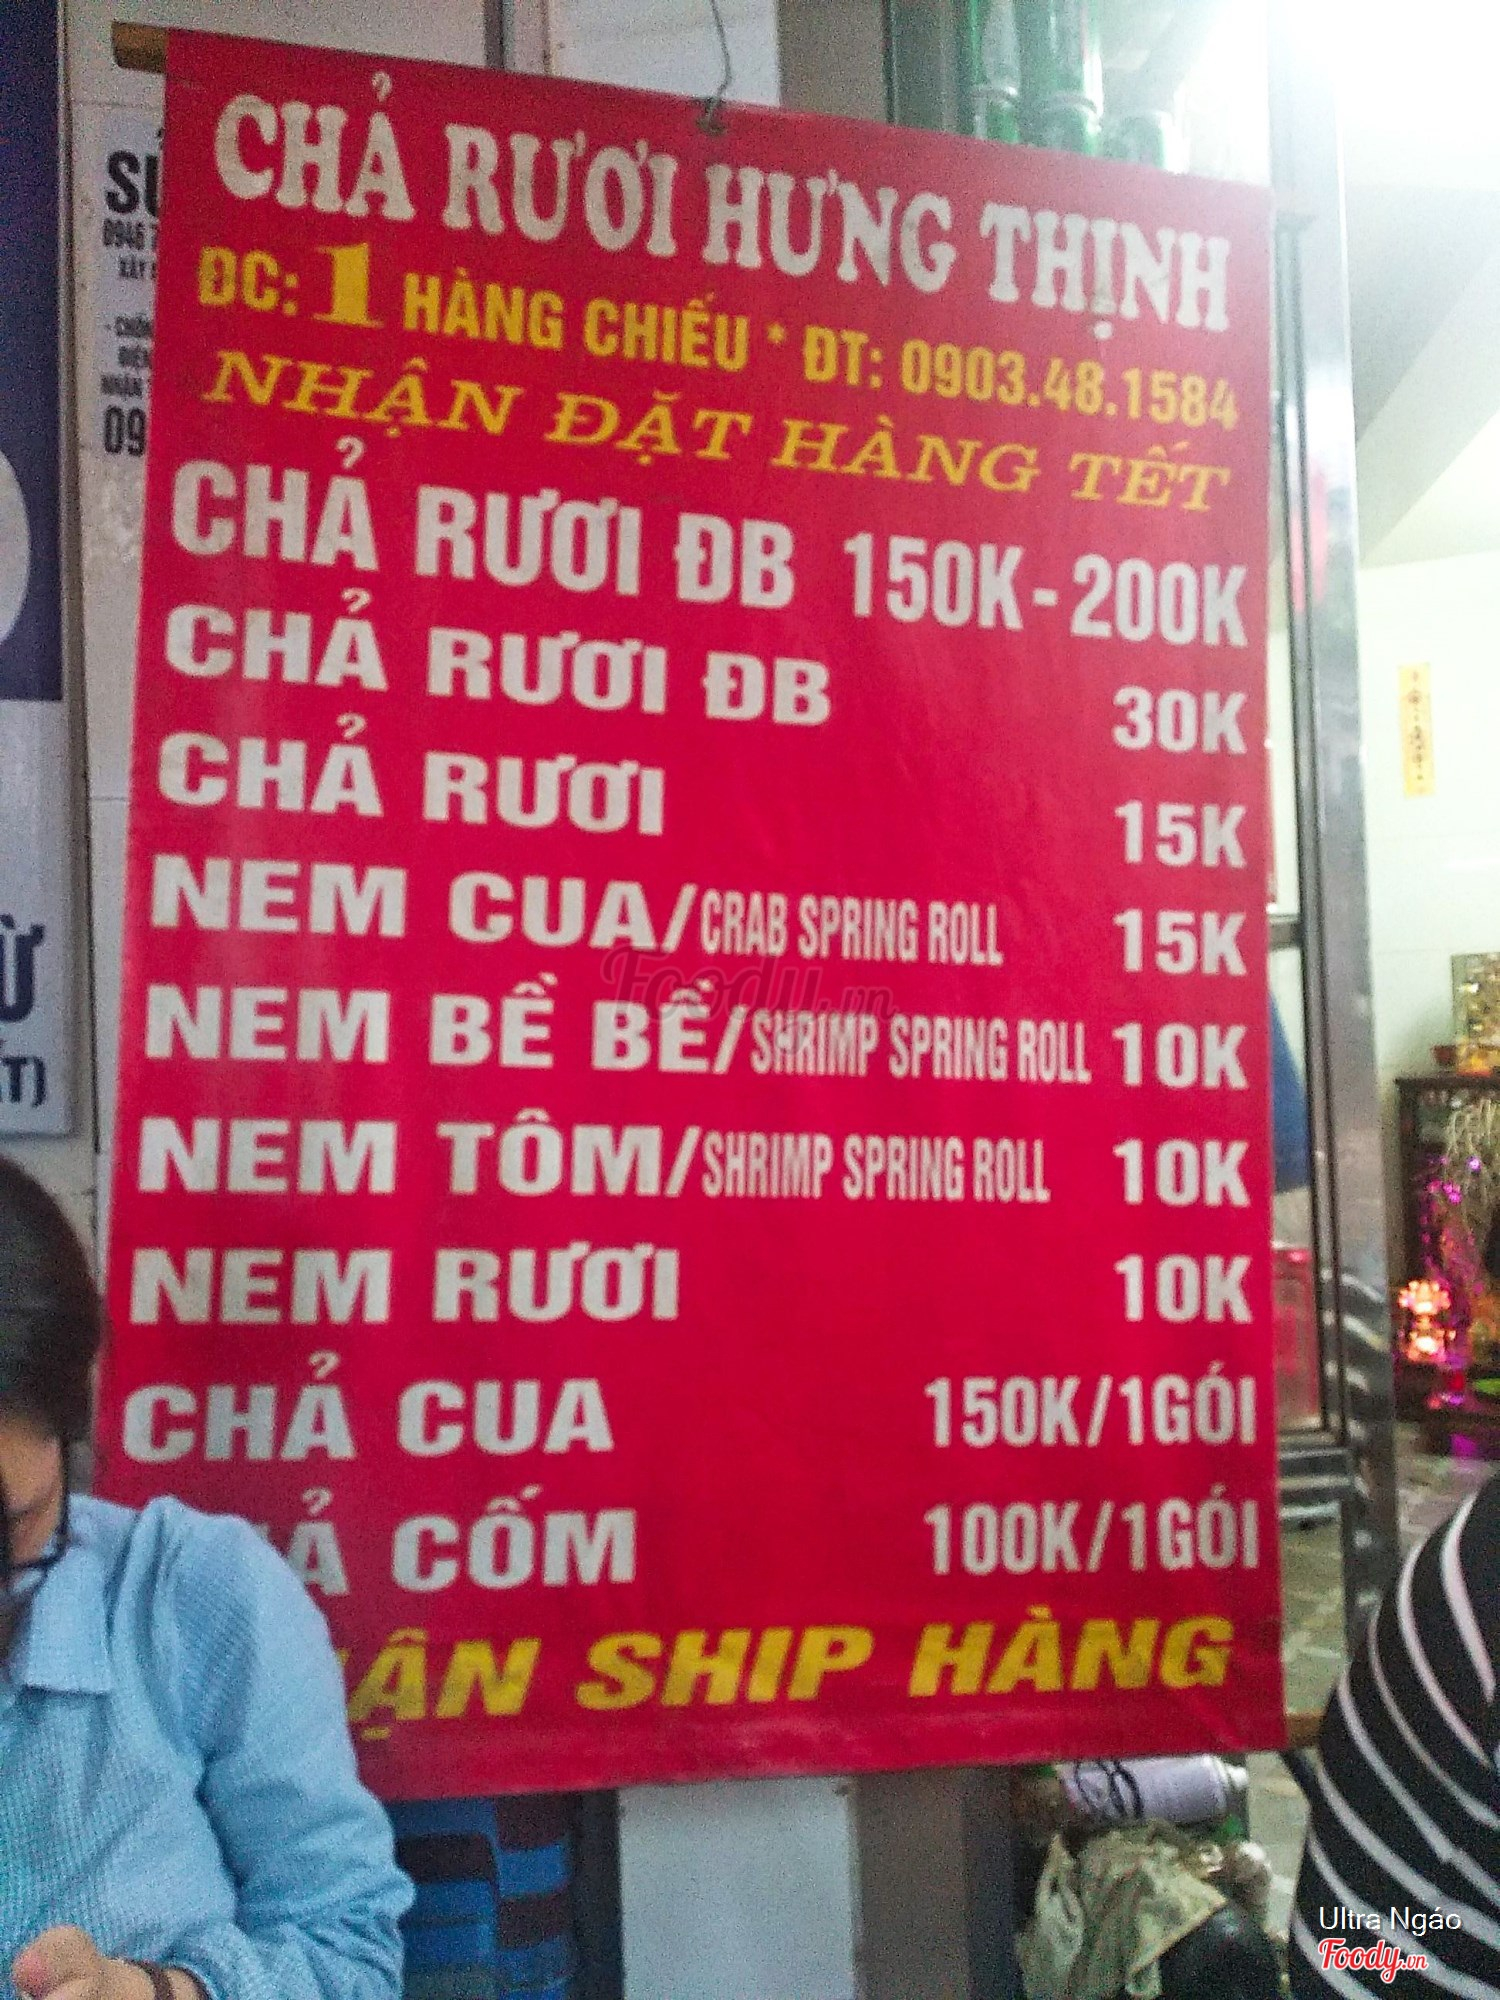 CHẢ RƯƠI HƯNG THỊNH
ĐC: 1 HÀNG CHIẾU * ĐT: 0903.48.1584
NHẬN ĐẶT HÀNG TẾT
CHẢ RƯƠI ĐB 150K-200K
CHẢ RƯƠI ĐB 30K
CHẢ RƯƠI 15K
NEM CUA/CRAB SPRING ROLL 15K
NEM BỀ BỀ/SHRIMP SPRING ROLL 10K
NEM TÔM/SHRIMP SPRING ROLL 10K
NEM RƯƠI 10K
CHẢ CUA 150K/1GÓI
Ả CỐM 100K/1GÓI
ẬN SHIP HÀNG
Foody.vn
Ultra Ngáo
Foody.vn